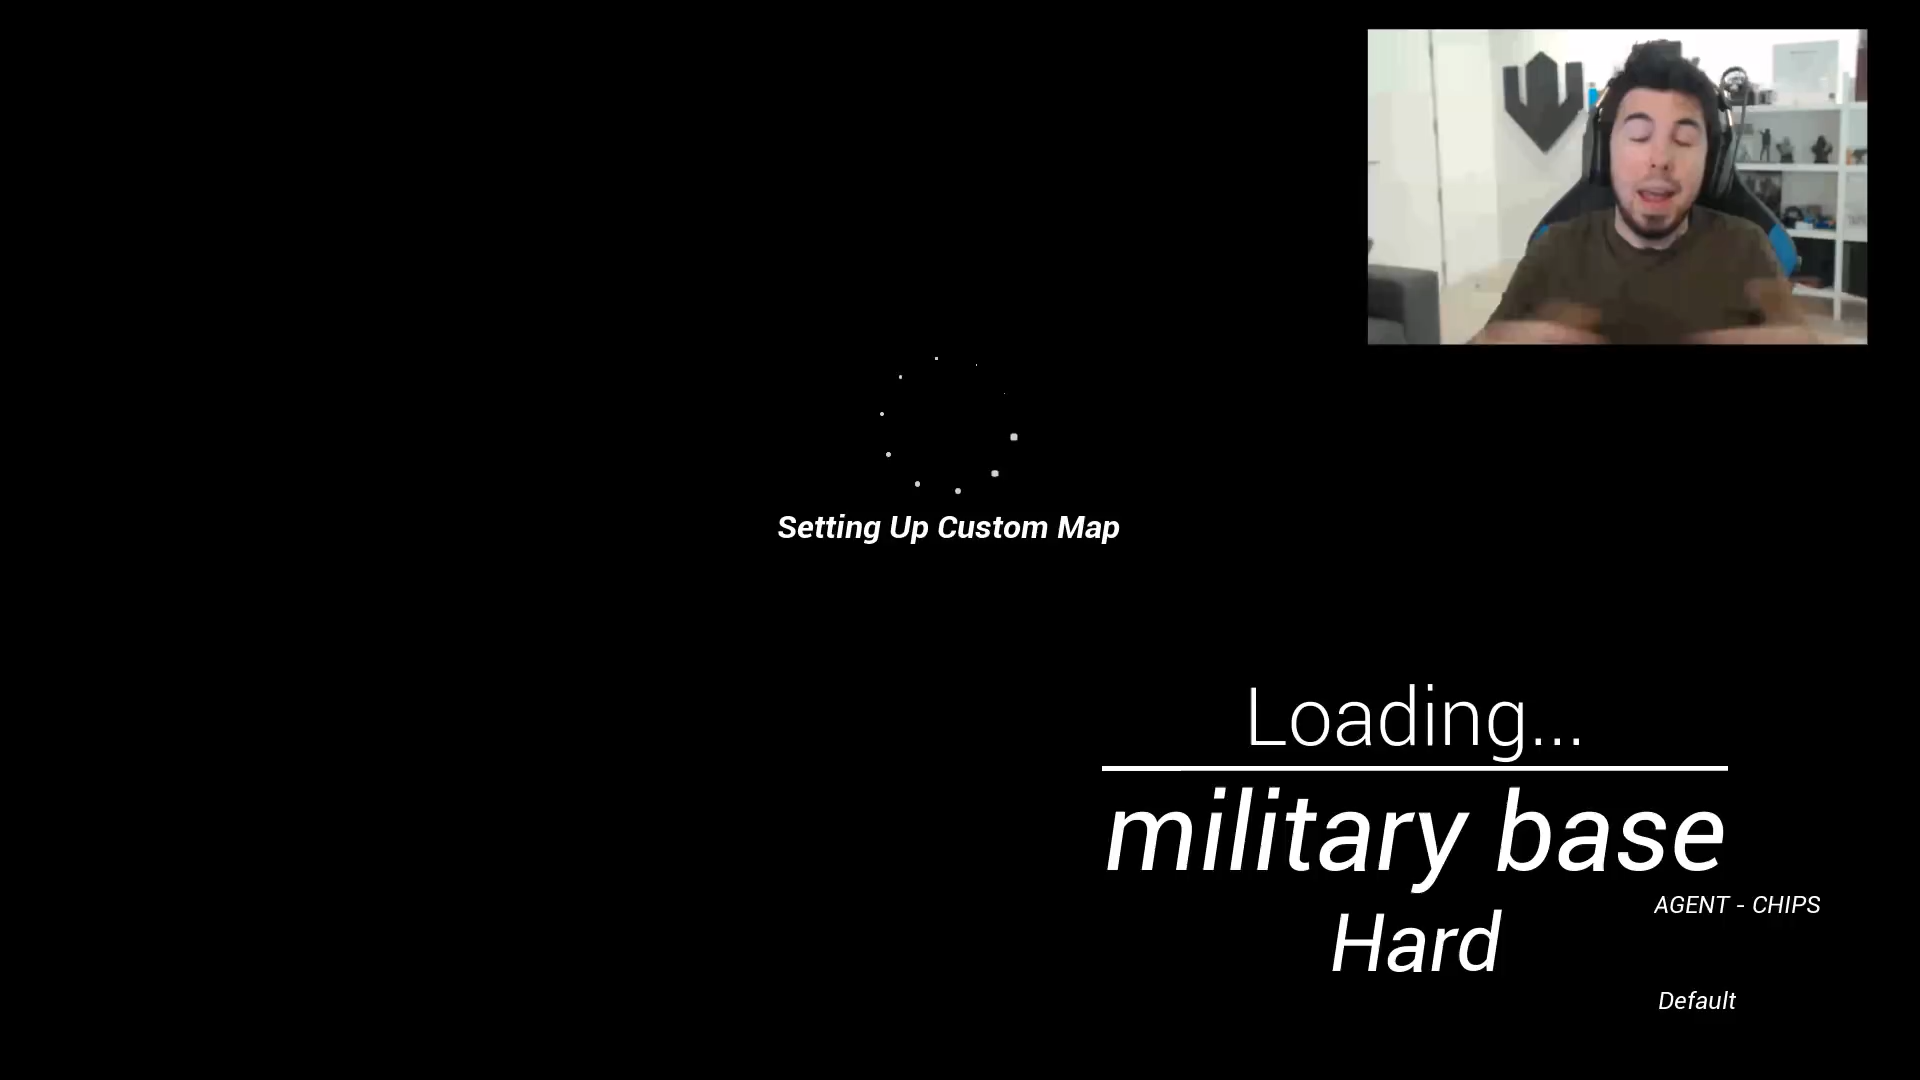 Setting Up Custom Map
Loading...
military base
AGENT - CHIPS
Hard
Default